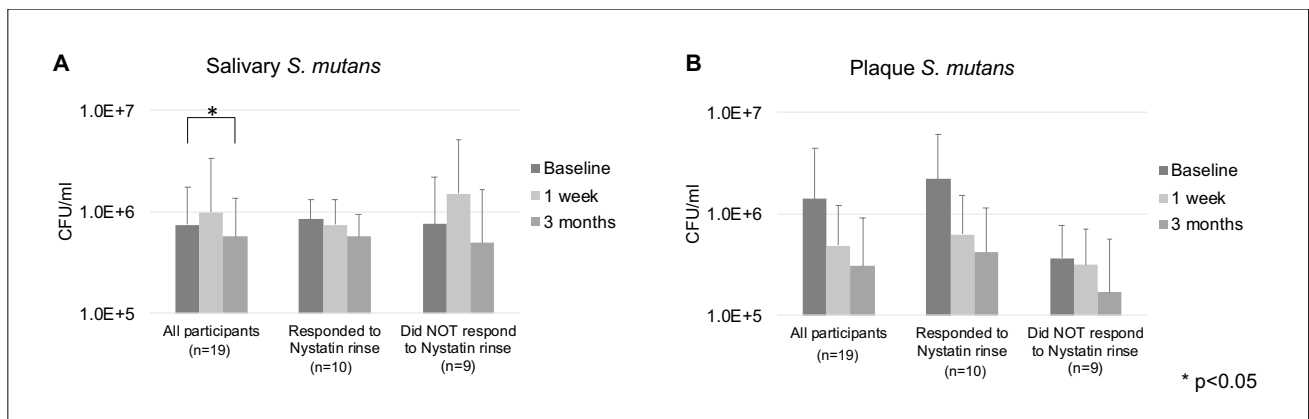 A
Salivary S. mutans
1.0E+7
1.0E+6
1.0E+5
CFU/ml
*
Baseline
1 week
3 months
All participants
(n=19)
Responded to
Nystatin rinse
(n=10)
Did NOT respond
to Nystatin rinse
(n=9)
B
Plaque S. mutans
1.0E+7
1.0E+6
1.0E+5
CFU/ml
Baseline
1 week
3 months
All participants
(n=19)
Responded to
Nystatin rinse
(n=10)
Did NOT respond
to Nystatin rinse
(n=9)
* p<0.05